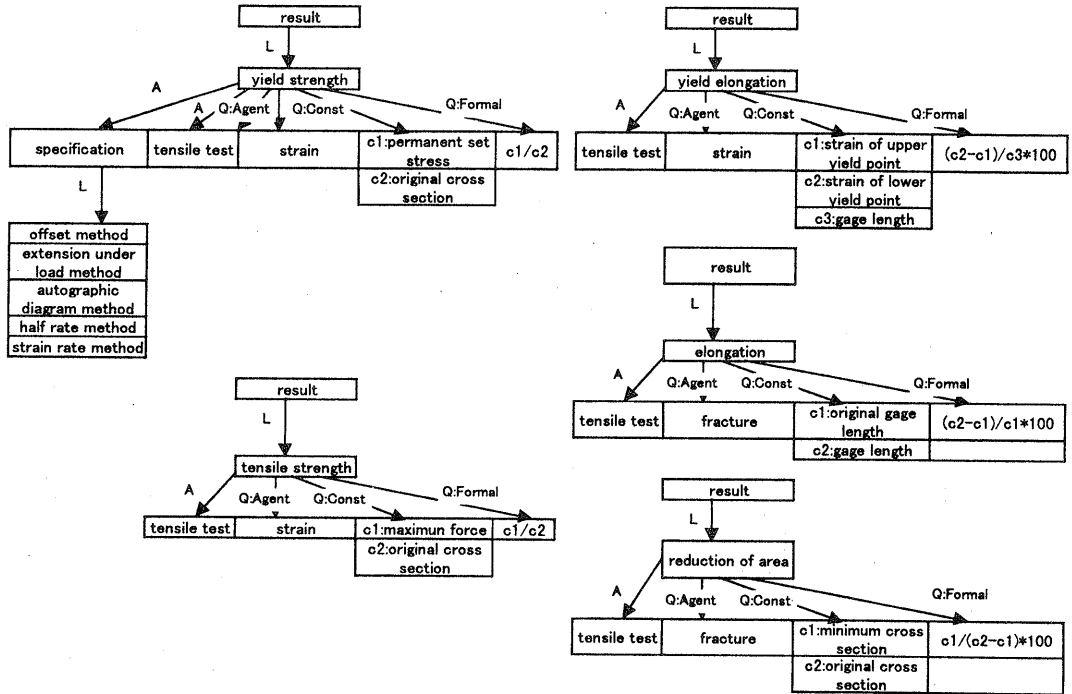 result
L
yield strength
A
A
Q:Agent
Q:Const
Q:Formal
specification
tensile test
strain
c1:permanent set
stress
c1/c2
c2:original cross
section
L
offset method
extension under
load method
autographic
diagram method
half rate method
strain rate method
result
L
yield elongation
A
Q:Agent
Q:Const
Q:Formal
tensile test
strain
c1:strain of upper
yield point
(c2-c1)/c3*100
c2:strain of lower
yield point
c3:gage length
result
L
elongation
A
Q:Agent
Q:Const
Q:Formal
tensile test
fracture
c1:original gage
length
(c2-c1)/c1*100
c2:gage length
result
L
tensile strength
A
Q:Agent
Q:Const
Q:Formal
tensile test
strain
c1:maximun force
c1/c2
c2:original cross
section
result
L
reduction of area
A
Q:Agent
Q:Const
Q:Formal
tensile test
fracture
c1:minimum cross
section
c1/(c2-c1)*100
c2:original cross
section